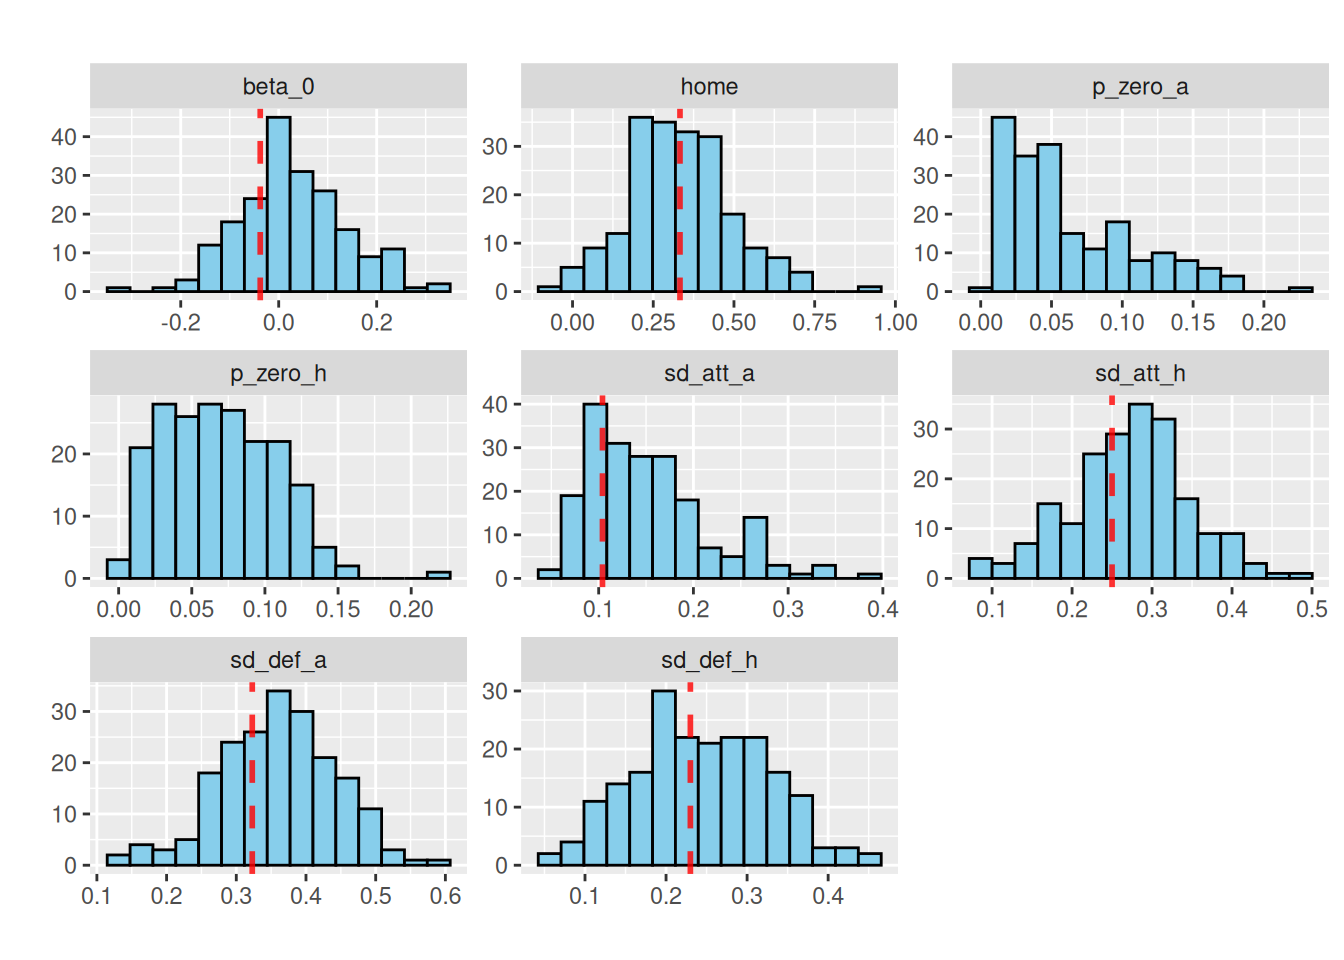 beta_0 home p_zero_a
40 30 20 10 0
30 20 10 0
40 30 20 10 0
-0.2 0.0 0.2
0.00 0.25 0.50 0.75 1.00
0.00 0.05 0.10 0.15 0.20
p_zero_h sd_att_a sd_att_h
20 10 0
40 30 20 10 0
30 20 10 0
0.00 0.05 0.10 0.15 0.20
0.1 0.2 0.3 0.4
0.1 0.2 0.3 0.4 0.5
sd_def_a sd_def_h
30 20 10 0
30 20 10 0
0.1 0.2 0.3 0.4 0.5 0.6
0.1 0.2 0.3 0.4